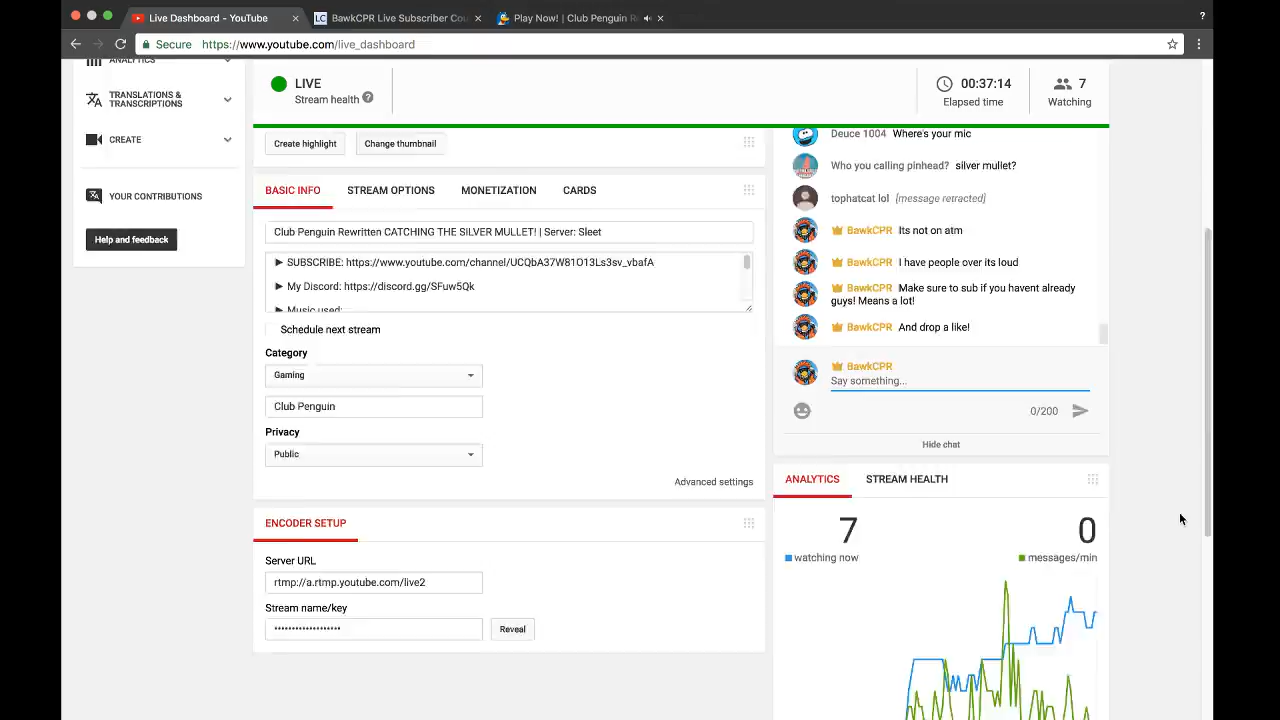 Live Dashboard - YouTube
BawkCPR Live Subscriber Cou
Play Now! | Club Penguin Re
Secure https://www.youtube.com/live_dashboard
ANALYTICS
TRANSLATIONS &
TRANSCRIPTIONS
CREATE
YOUR CONTRIBUTIONS
Help and feedback
LIVE
Stream health
00:37:14
Elapsed time
7
Watching
Create highlight
Change thumbnail
BASIC INFO STREAM OPTIONS MONETIZATION CARDS
Club Penguin Rewritten CATCHING THE SILVER MULLET! | Server: Sleet
► SUBSCRIBE: https://www.youtube.com/channel/UCQbA37W81O13Ls3sv_vbafA
► My Discord: https://discord.gg/SFuw5Qk
► Music used:
Schedule next stream
Category
Gaming
Club Penguin
Privacy
Public
Advanced settings
ENCODER SETUP
Server URL
rtmp://a.rtmp.youtube.com/live2
Stream name/key
••••••••••••••••••
Reveal
Deuce 1004 Where's your mic
Who you calling pinhead? silver mullet?
tophatcat lol [message retracted]
BawkCPR Its not on atm
BawkCPR I have people over its loud
BawkCPR Make sure to sub if you havent already
guys! Means a lot!
BawkCPR And drop a like!
BawkCPR
Say something...
0/200
Hide chat
ANALYTICS STREAM HEALTH
7
watching now
0
messages/min